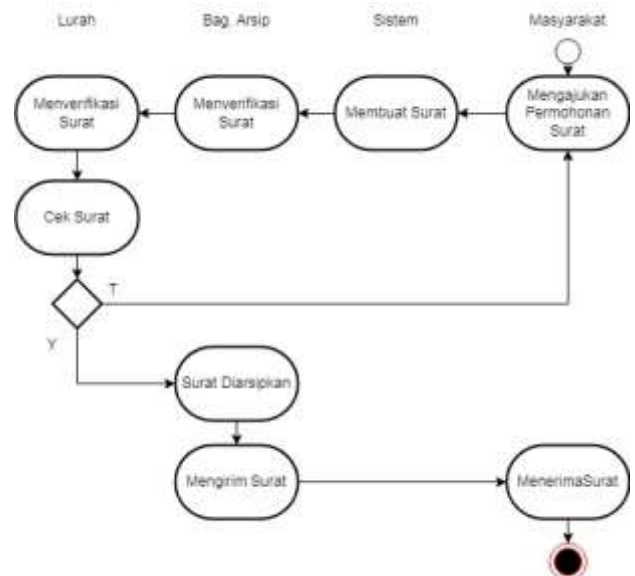 Lurah
Bag. Arsip
Sistem
Masyarakat
Menverifikasi
Surat
Menverifikasi
Surat
Membuat Surat
Mengajukan
Permohonan
Surat
Cek Surat
T
Y
Surat Diarsipkan
Mengirim Surat
MenerimaSurat